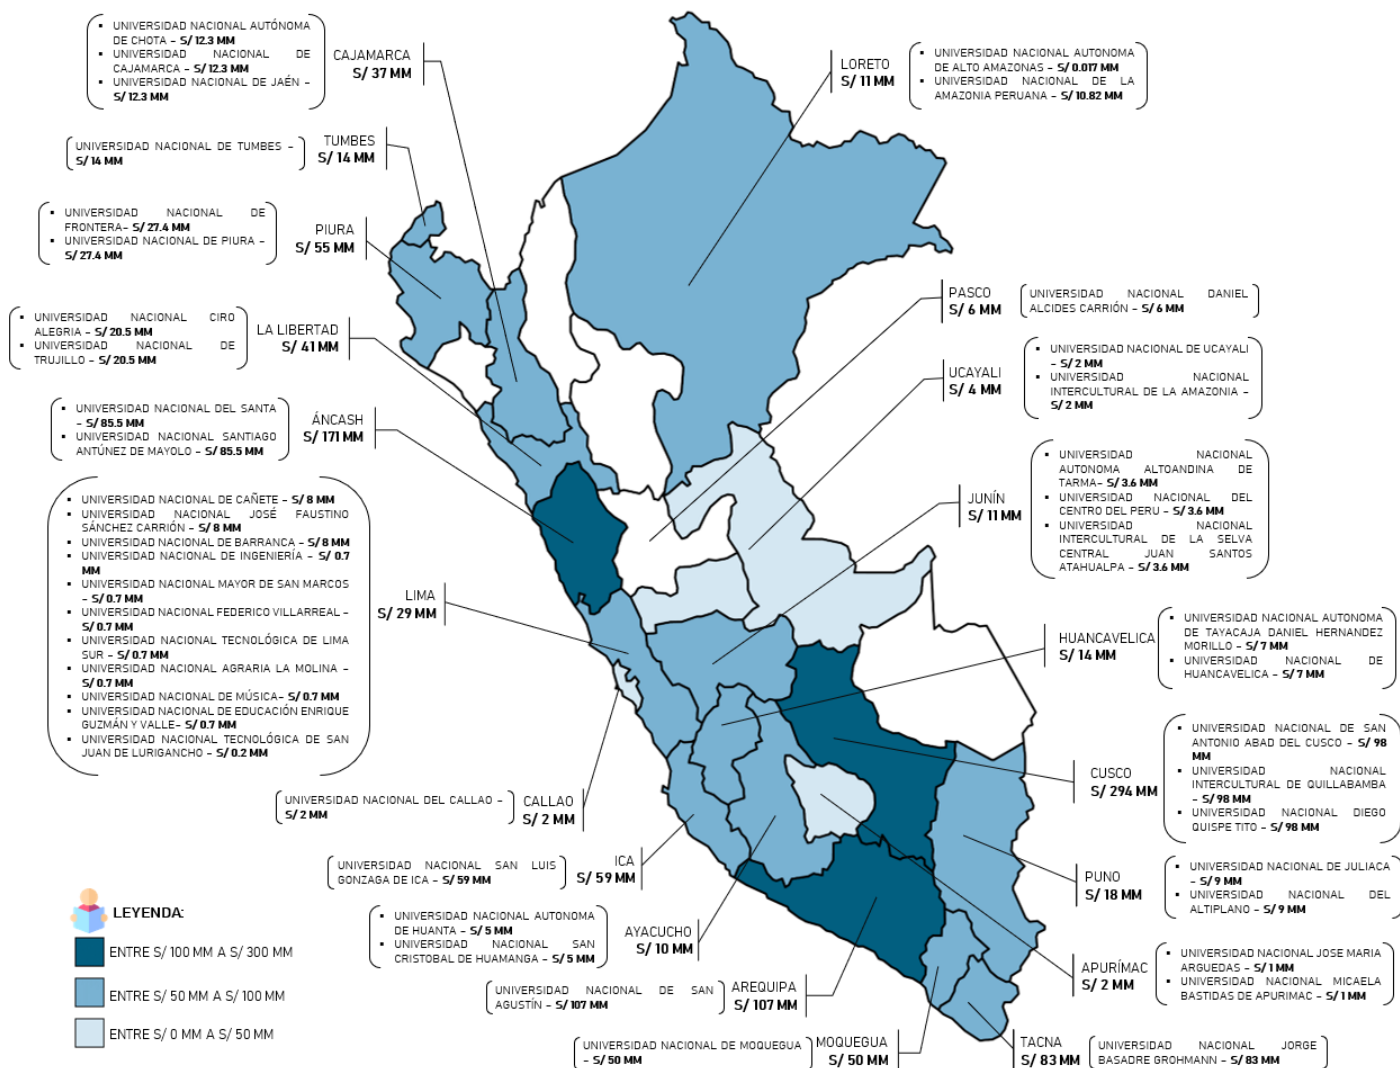 ▪ UNIVERSIDAD NACIONAL AUTÓNOMA
DE CHOTA – S/ 12.3 MM
▪ UNIVERSIDAD NACIONAL DE
CAJAMARCA – S/ 12.3 MM
▪ UNIVERSIDAD NACIONAL DE JAÉN –
S/ 12.3 MM
CAJAMARCA
S/ 37 MM
LORETO
S/ 11 MM
▪ UNIVERSIDAD NACIONAL AUTONOMA
DE ALTO AMAZONAS – S/ 0.017 MM
▪ UNIVERSIDAD NACIONAL DE LA
AMAZONIA PERUANA – S/ 10.82 MM
UNIVERSIDAD NACIONAL DE TUMBES –
S/ 14 MM
TUMBES
S/ 14 MM
▪ UNIVERSIDAD NACIONAL DE
FRONTERA– S/ 27.4 MM
▪ UNIVERSIDAD NACIONAL DE PIURA –
S/ 27.4 MM
PIURA
S/ 55 MM
PASCO
S/ 6 MM
UNIVERSIDAD NACIONAL DANIEL
ALCIDES CARRIÓN – S/ 6 MM
▪ UNIVERSIDAD NACIONAL CIRO
ALEGRIA – S/ 20.5 MM
▪ UNIVERSIDAD NACIONAL DE
TRUJILLO – S/ 20.5 MM
LA LIBERTAD
S/ 41 MM
UCAYALI
S/ 4 MM
▪ UNIVERSIDAD NACIONAL DE UCAYALI
– S/ 2 MM
▪ UNIVERSIDAD NACIONAL
INTERCULTURAL DE LA AMAZONIA –
S/ 2 MM
▪ UNIVERSIDAD NACIONAL DEL SANTA
– S/ 85.5 MM
▪ UNIVERSIDAD NACIONAL SANTIAGO
ANTÚNEZ DE MAYOLO – S/ 85.5 MM
ÁNCASH
S/ 171 MM
JUNÍN
S/ 11 MM
▪ UNIVERSIDAD NACIONAL
AUTONOMA ALTOANDINA DE
TARMA– S/ 3.6 MM
▪ UNIVERSIDAD NACIONAL DEL
CENTRO DEL PERU – S/ 3.6 MM
▪ UNIVERSIDAD NACIONAL
INTERCULTURAL DE LA SELVA
CENTRAL JUAN SANTOS
ATAHUALPA – S/ 3.6 MM
▪ UNIVERSIDAD NACIONAL DE CAÑETE – S/ 8 MM
▪ UNIVERSIDAD NACIONAL JOSÉ FAUSTINO
SÁNCHEZ CARRIÓN – S/ 8 MM
▪ UNIVERSIDAD NACIONAL DE BARRANCA – S/ 8 MM
▪ UNIVERSIDAD NACIONAL DE INGENIERÍA – S/ 0.7
MM
▪ UNIVERSIDAD NACIONAL MAYOR DE SAN MARCOS
– S/ 0.7 MM
▪ UNIVERSIDAD NACIONAL FEDERICO VILLARREAL –
S/ 0.7 MM
▪ UNIVERSIDAD NACIONAL TECNOLÓGICA DE LIMA
SUR – S/ 0.7 MM
▪ UNIVERSIDAD NACIONAL AGRARIA LA MOLINA –
S/ 0.7 MM
▪ UNIVERSIDAD NACIONAL DE MÚSICA– S/ 0.7 MM
▪ UNIVERSIDAD NACIONAL DE EDUCACIÓN ENRIQUE
GUZMÁN Y VALLE– S/ 0.7 MM
▪ UNIVERSIDAD NACIONAL TECNOLÓGICA DE SAN
JUAN DE LURIGANCHO – S/ 0.2 MM
LIMA
S/ 29 MM
HUANCAVELICA
S/ 14 MM
▪ UNIVERSIDAD NACIONAL AUTONOMA
DE TAYACAJA DANIEL HERNANDEZ
MORILLO – S/ 7 MM
▪ UNIVERSIDAD NACIONAL DE
HUANCAVELICA – S/ 7 MM
CUSCO
S/ 294 MM
▪ UNIVERSIDAD NACIONAL DE SAN
ANTONIO ABAD DEL CUSCO – S/ 98
MM
▪ UNIVERSIDAD NACIONAL
INTERCULTURAL DE QUILLABAMBA
– S/ 98 MM
▪ UNIVERSIDAD NACIONAL DIEGO
QUISPE TITO – S/ 98 MM
UNIVERSIDAD NACIONAL DEL CALLAO –
S/ 2 MM
CALLAO
S/ 2 MM
UNIVERSIDAD NACIONAL SAN LUIS
GONZAGA DE ICA – S/ 59 MM
ICA
S/ 59 MM
PUNO
S/ 18 MM
▪ UNIVERSIDAD NACIONAL DE JULIACA
– S/ 9 MM
▪ UNIVERSIDAD NACIONAL DEL
ALTIPLANO – S/ 9 MM
▪ UNIVERSIDAD NACIONAL AUTONOMA
DE HUANTA – S/ 5 MM
▪ UNIVERSIDAD NACIONAL SAN
CRISTOBAL DE HUAMANGA – S/ 5 MM
AYACUCHO
S/ 10 MM
APURÍMAC
S/ 2 MM
▪ UNIVERSIDAD NACIONAL JOSE MARIA
ARGUEDAS – S/ 1 MM
▪ UNIVERSIDAD NACIONAL MICAELA
BASTIDAS DE APURIMAC – S/ 1 MM
UNIVERSIDAD NACIONAL DE SAN
AGUSTÍN – S/ 107 MM
AREQUIPA
S/ 107 MM
UNIVERSIDAD NACIONAL DE MOQUEGUA
– S/ 50 MM
MOQUEGUA
S/ 50 MM
TACNA
S/ 83 MM
UNIVERSIDAD NACIONAL JORGE
BASADRE GROHMANN – S/ 83 MM
LEYENDA:
ENTRE S/ 100 MM A S/ 300 MM
ENTRE S/ 50 MM A S/ 100 MM
ENTRE S/ 0 MM A S/ 50 MM